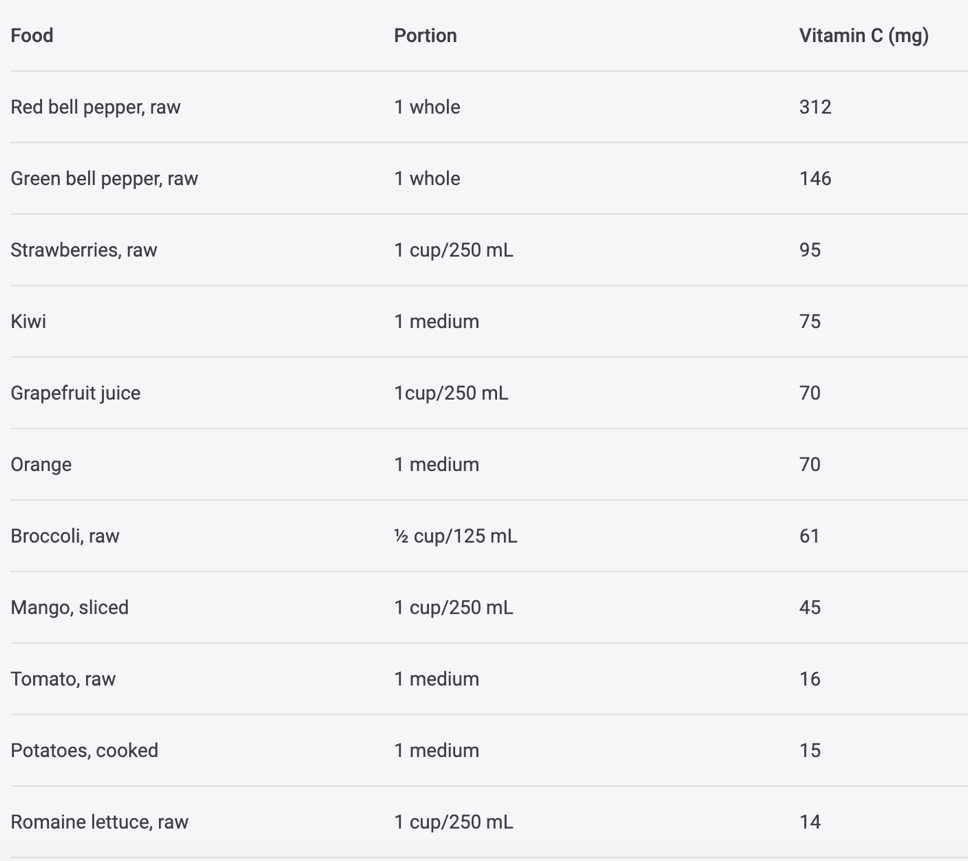 Food Portion Vitamin C (mg)
Red bell pepper, raw 1 whole 312
Green bell pepper, raw 1 whole 146
Strawberries, raw 1 cup/250 mL 95
Kiwi 1 medium 75
Grapefruit juice 1cup/250 mL 70
Orange 1 medium 70
Broccoli, raw ½ cup/125 mL 61
Mango, sliced 1 cup/250 mL 45
Tomato, raw 1 medium 16
Potatoes, cooked 1 medium 15
Romaine lettuce, raw 1 cup/250 mL 14